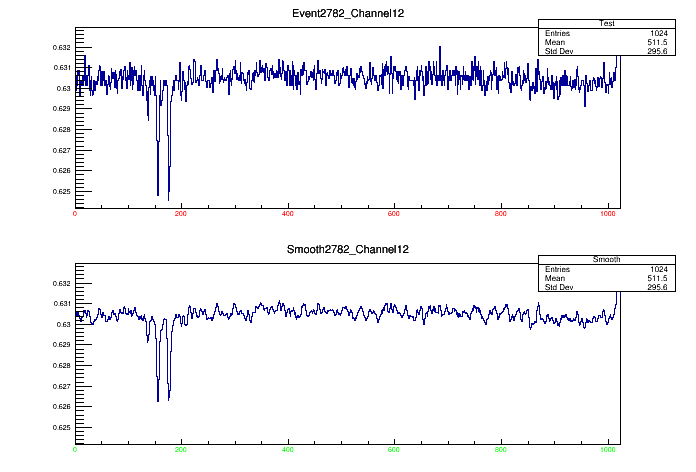 Event2782_Channel12
Test
Entries 1024
Mean 511.5
Std Dev 295.6
0.632
0.631
0.63
0.629
0.628
0.627
0.626
0.625
0 200 400 600 800 1000
Smooth2782_Channel12
Smooth
Entries 1024
Mean 511.5
Std Dev 295.6
0.632
0.631
0.63
0.629
0.628
0.627
0.626
0.625
0 200 400 600 800 1000